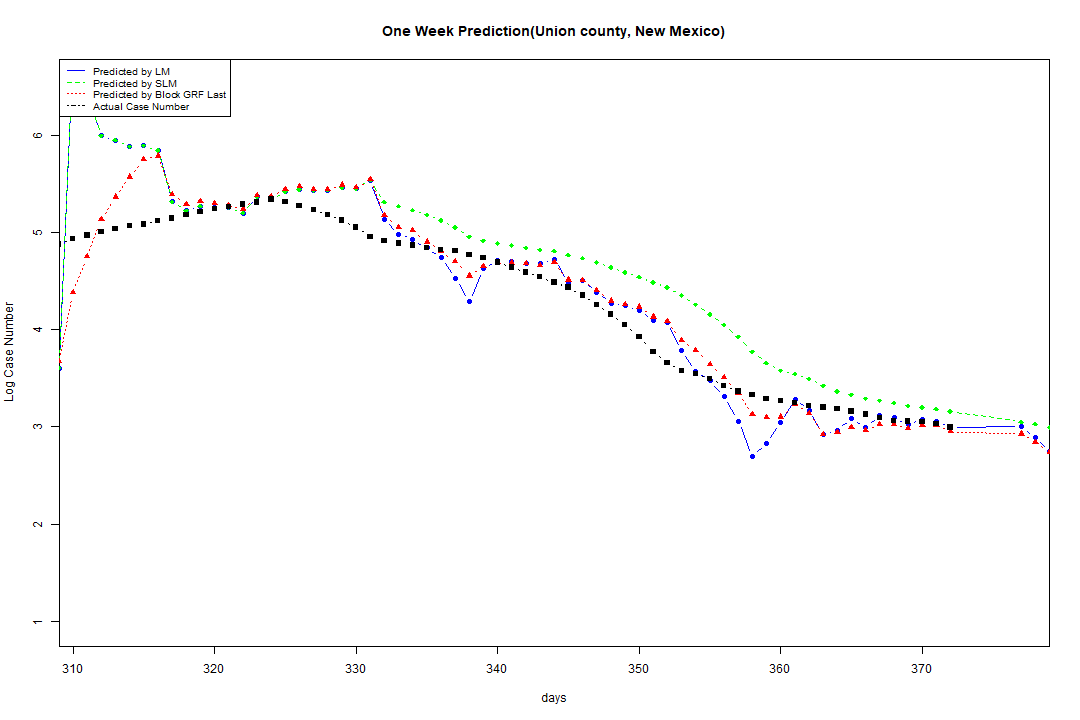 One Week Prediction(Union county, New Mexico)
Predicted by LM
Predicted by SLM
Predicted by Block GRF Last
Actual Case Number
6
5
4
3
2
1
Log Case Number
310 320 330 340 350 360 370
days